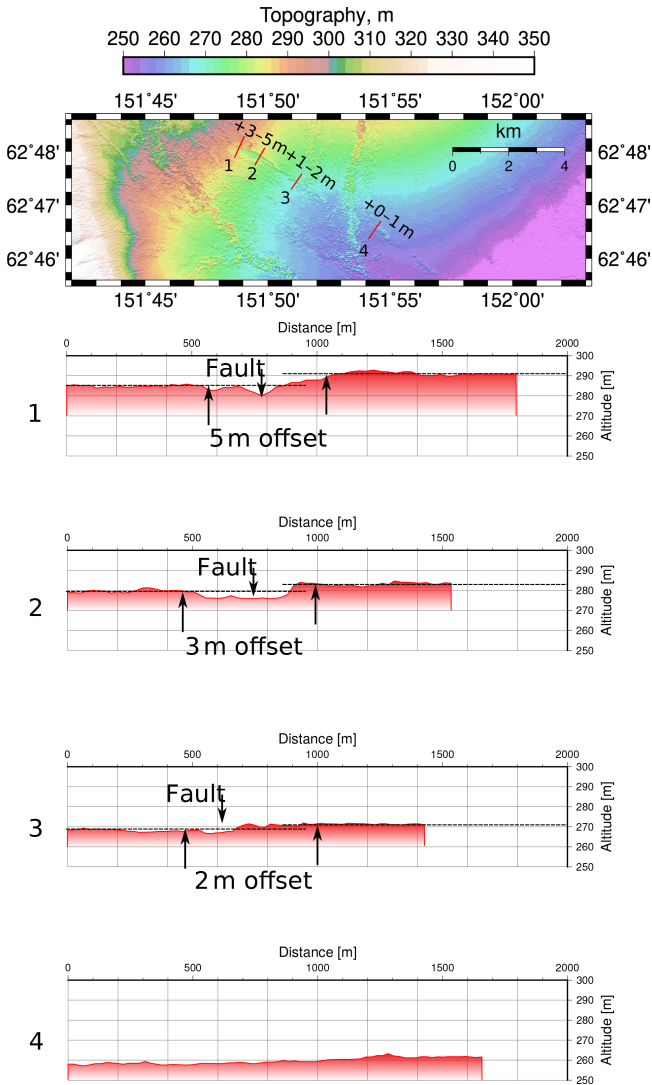 Topography, m
250 260 270 280 290 300 310 320 330 340 350
151˚45' 151˚50' 151˚55' 152˚00'
62˚48' 62˚48'
62˚47' 62˚47'
62˚46' 62˚46'
+3-5m
+1-2m
+0-1m
1
2
3
4
km
0 2 4
151˚45' 151˚50' 151˚55' 152˚00'
Distance [m]
0 500 1000 1500 2000
300
290
280
270
260
250
Altitude [m]
Fault
5 m offset
1
Distance [m]
0 500 1000 1500 2000
300
290
280
270
260
250
Altitude [m]
Fault
3 m offset
2
Distance [m]
0 500 1000 1500 2000
300
290
280
270
260
250
Altitude [m]
Fault
2 m offset
3
Distance [m]
0 500 1000 1500 2000
300
290
280
270
260
250
Altitude [m]
4